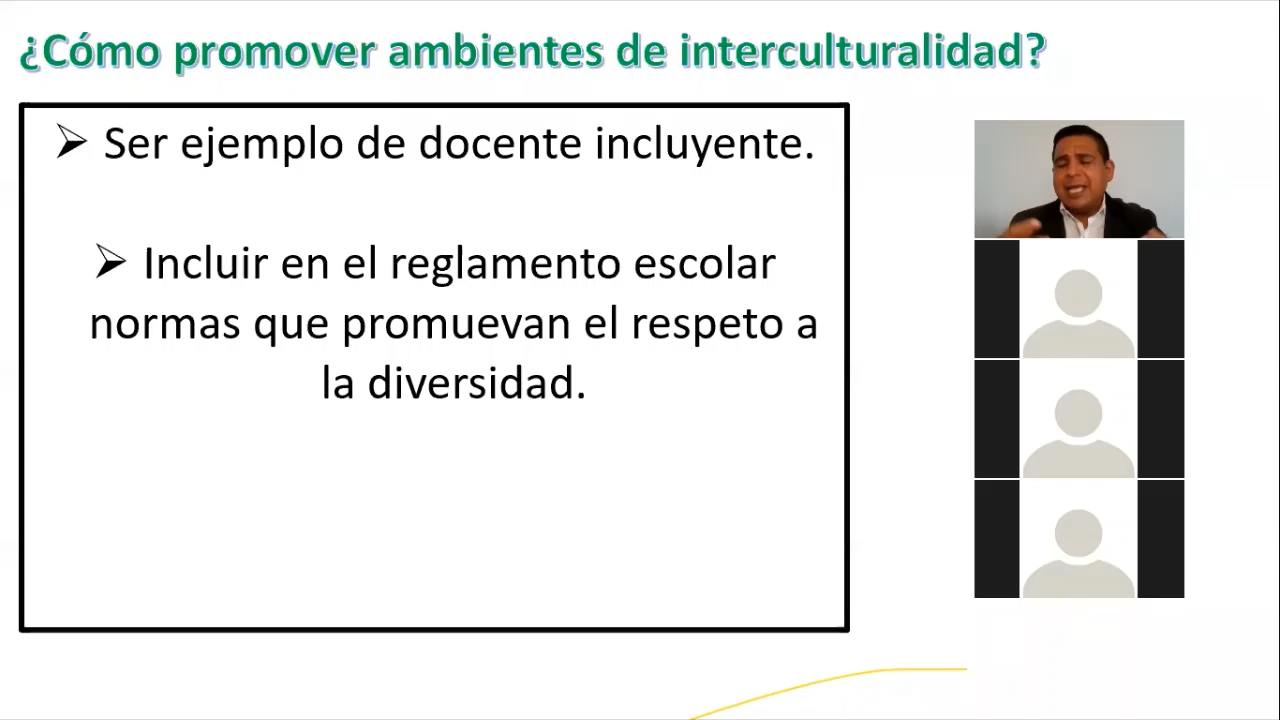 ¿Cómo promover ambientes de interculturalidad?
➢ Ser ejemplo de docente incluyente.
➢ Incluir en el reglamento escolar
normas que promuevan el respeto a
la diversidad.